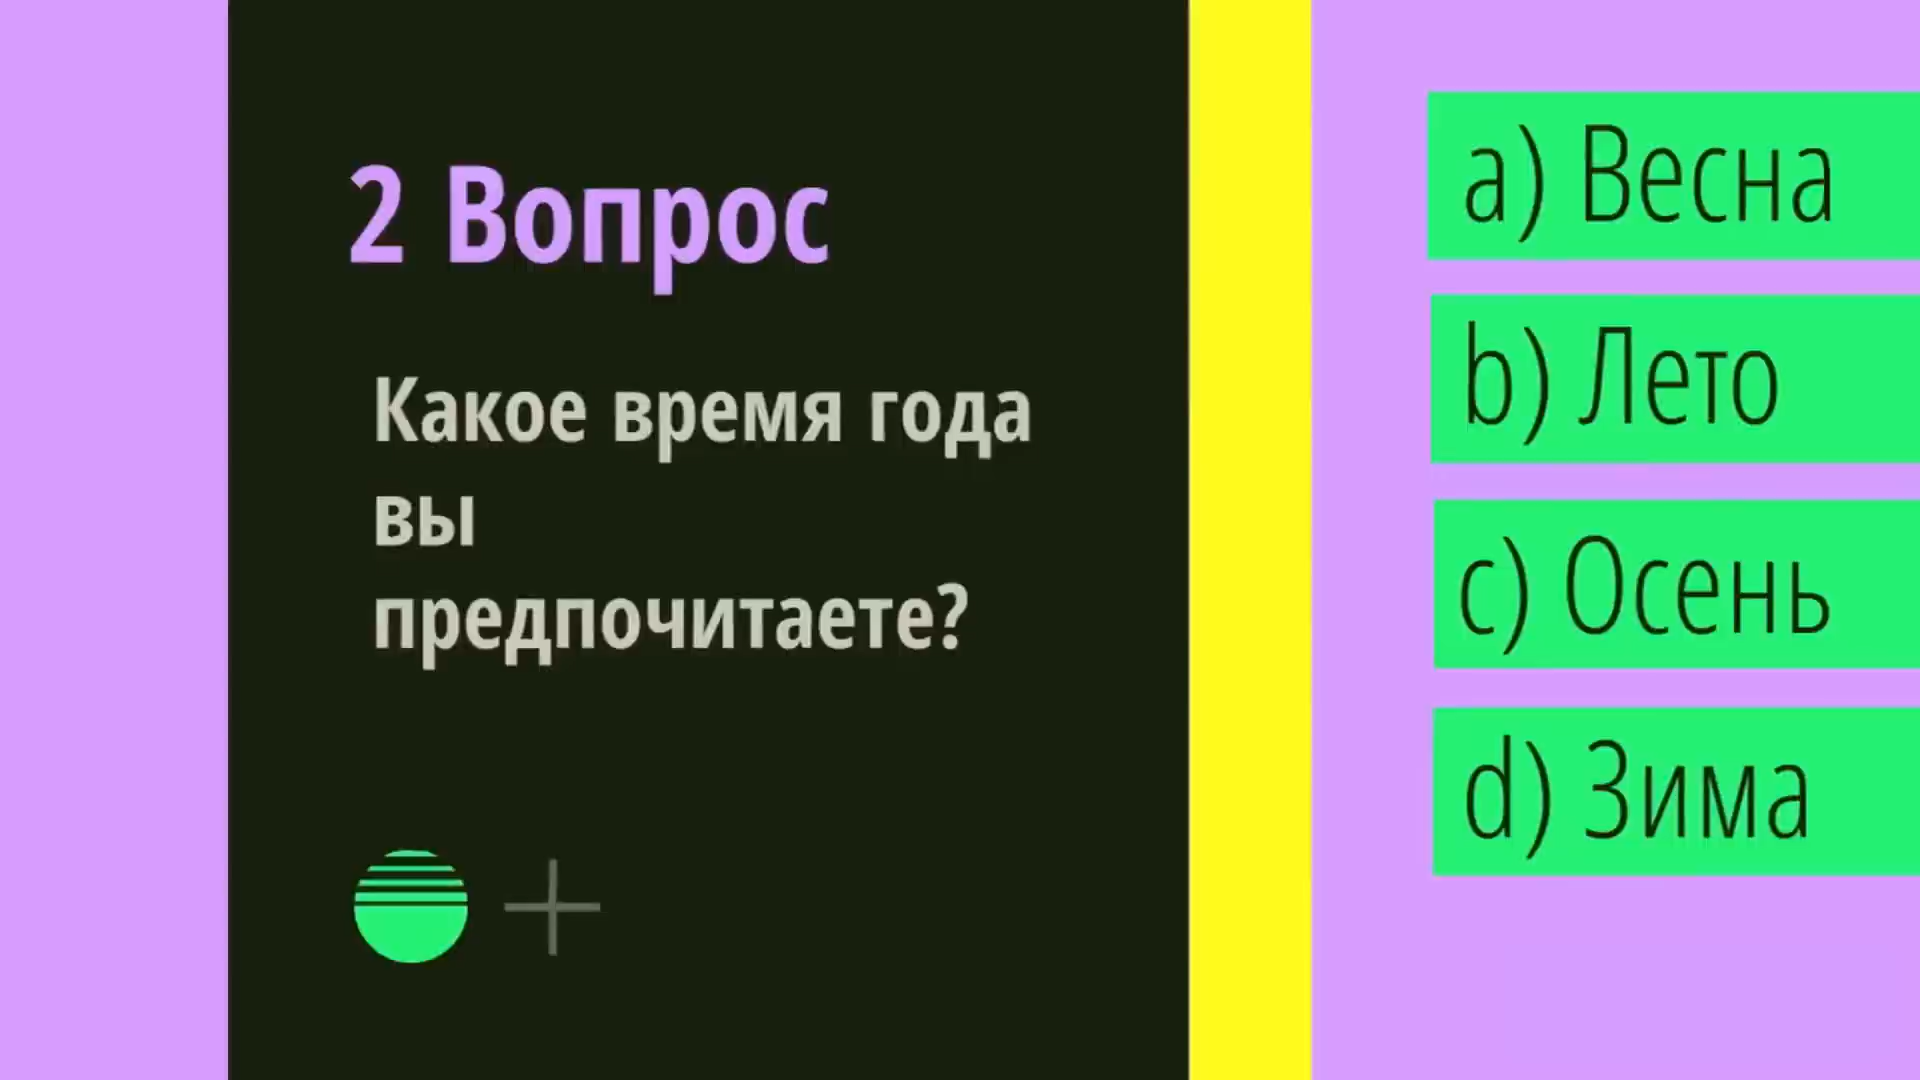 2 Вопрос
Какое время года
вы
предпочитаете?
a) Весна
b) Лето
c) Осень
d) Зима